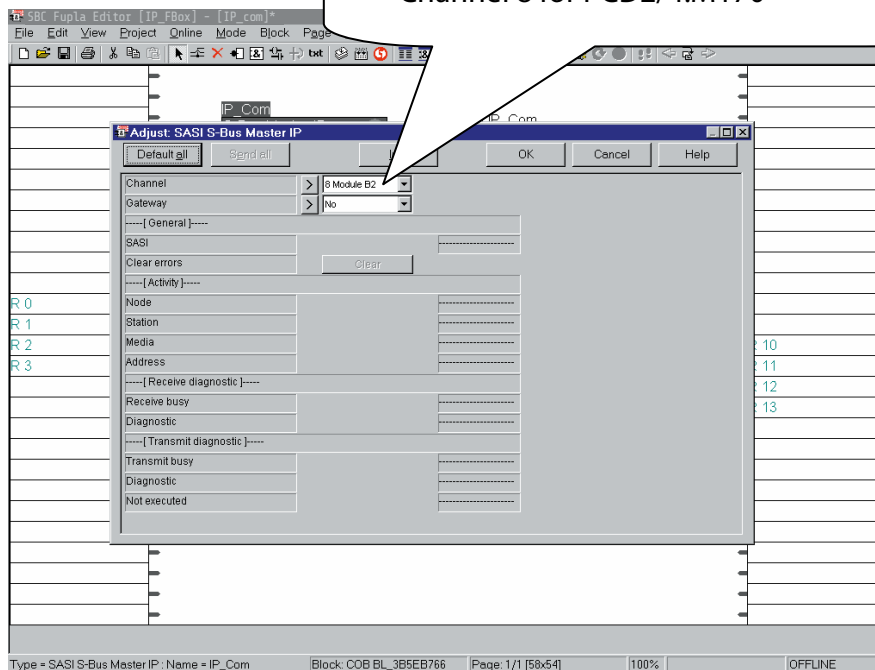 Channel 8 for PCD2/4.M170
SBC Fupla Editor [IP_FBox] - [IP_com]*
File Edit View Project Online Mode Block Page
txt
IP_Com
IP_Com
Adjust: SASI S-Bus Master IP
Default all Send all OK Cancel Help
Channel > 8 Module B2
Gateway > No
-----[ General ]-----
SASI ----------------------
Clear errors Clear
-----[ Activity ]-----
Node ----------------------
R 0
Station ----------------------
R 1
Media ----------------------
R 2 R 10
Address ----------------------
R 3 R 11
-----[ Receive diagnostic ]-----
R 12
Receive busy ----------------------
R 13
Diagnostic ----------------------
-----[ Transmit diagnostic ]-----
Transmit busy ----------------------
Diagnostic ----------------------
Not executed ----------------------
Type = SASI S-Bus Master IP : Name = IP_Com Block: COB BL_3B5EB766 Page: 1/1 [58x54] 100% OFFLINE